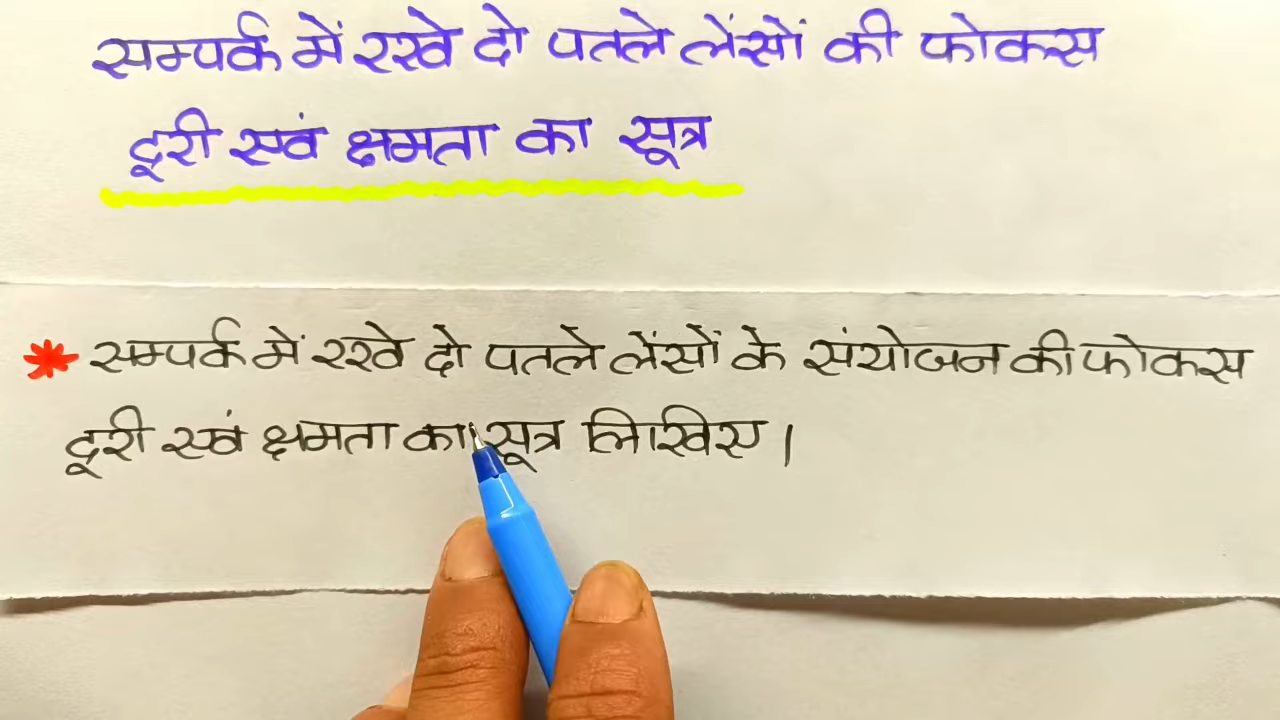 सम्पर्क में रखे दो पतले लेंसों की फोकस
दूरी एवं क्षमता का सूत्र
सम्पर्क में रखे दो पतले लेंसों के संयोजन की फोकस
दूरी एवं क्षमता का सूत्र लिखिए।